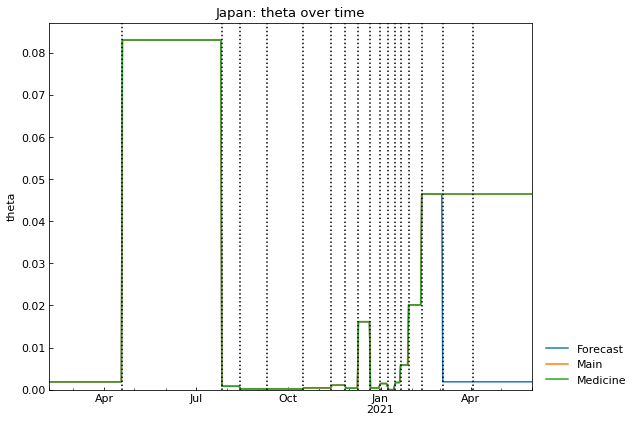 Japan: theta over time
theta
0.08
0.07
0.06
0.05
0.04
0.03
0.02
0.01
0.00
Apr
Jul
Oct
Jan
2021
Apr
Forecast
Main
Medicine